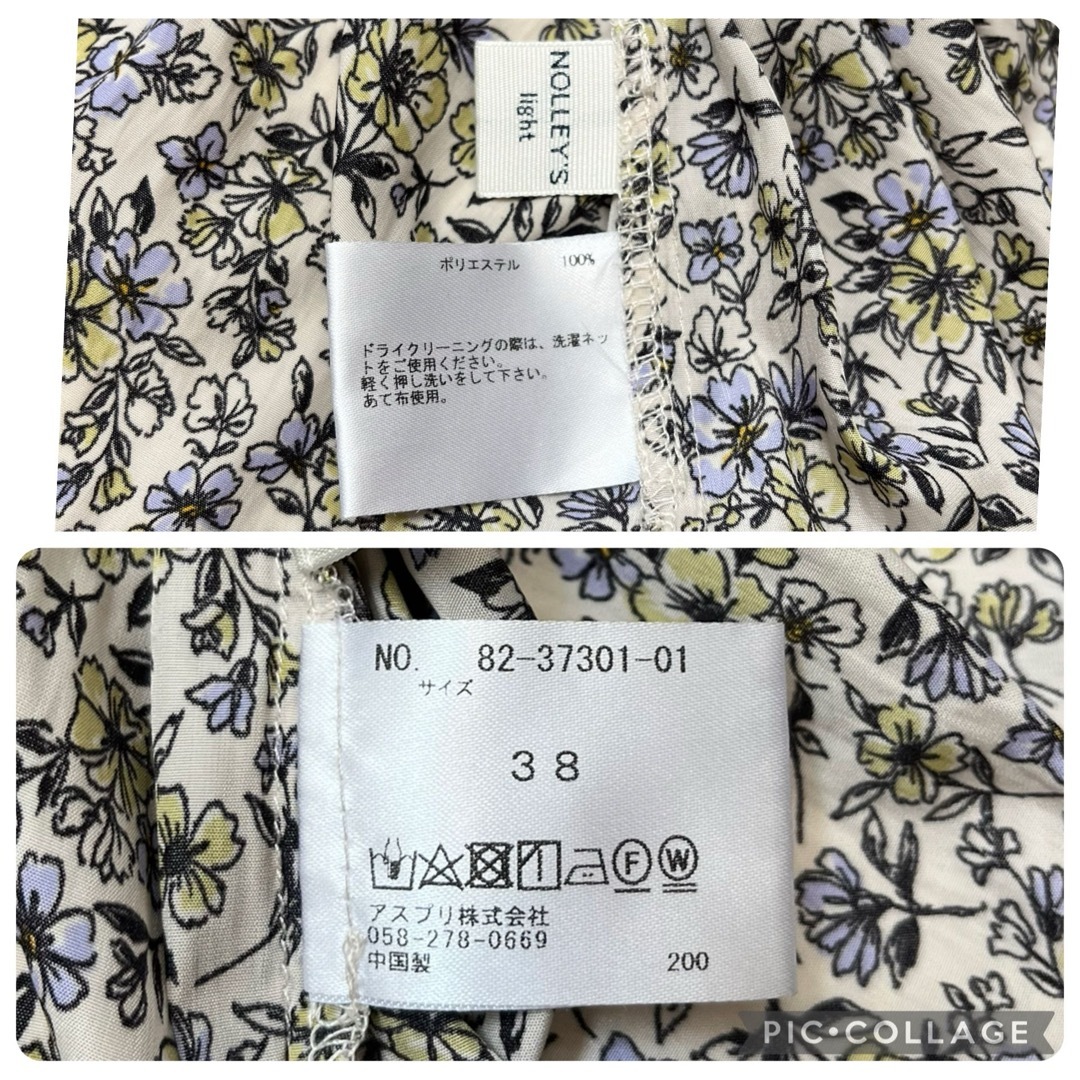 NOLLEY'S
light
ポリエステル 100%
ドライクリーニングの際は、洗濯ネッ
トをご使用ください。
軽く押し洗いをして下さい。
あて布使用。
NO. 82-37301-01
サイズ
38
F W
アスプリ株式会社
058-278-0669
中国製 200
PIC•COLLAGE